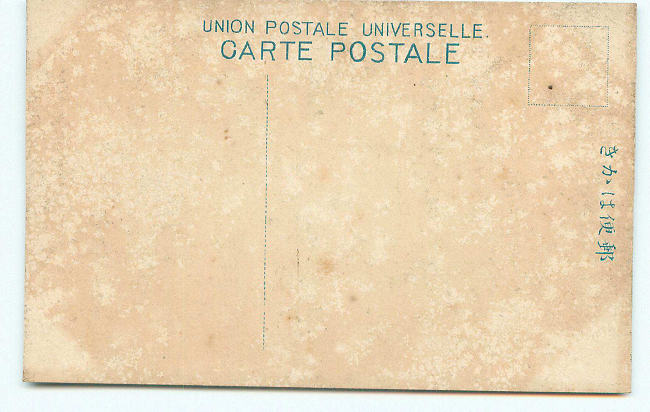 UNION POSTALE UNIVERSELLE.
CARTE POSTALE
きかは便郵